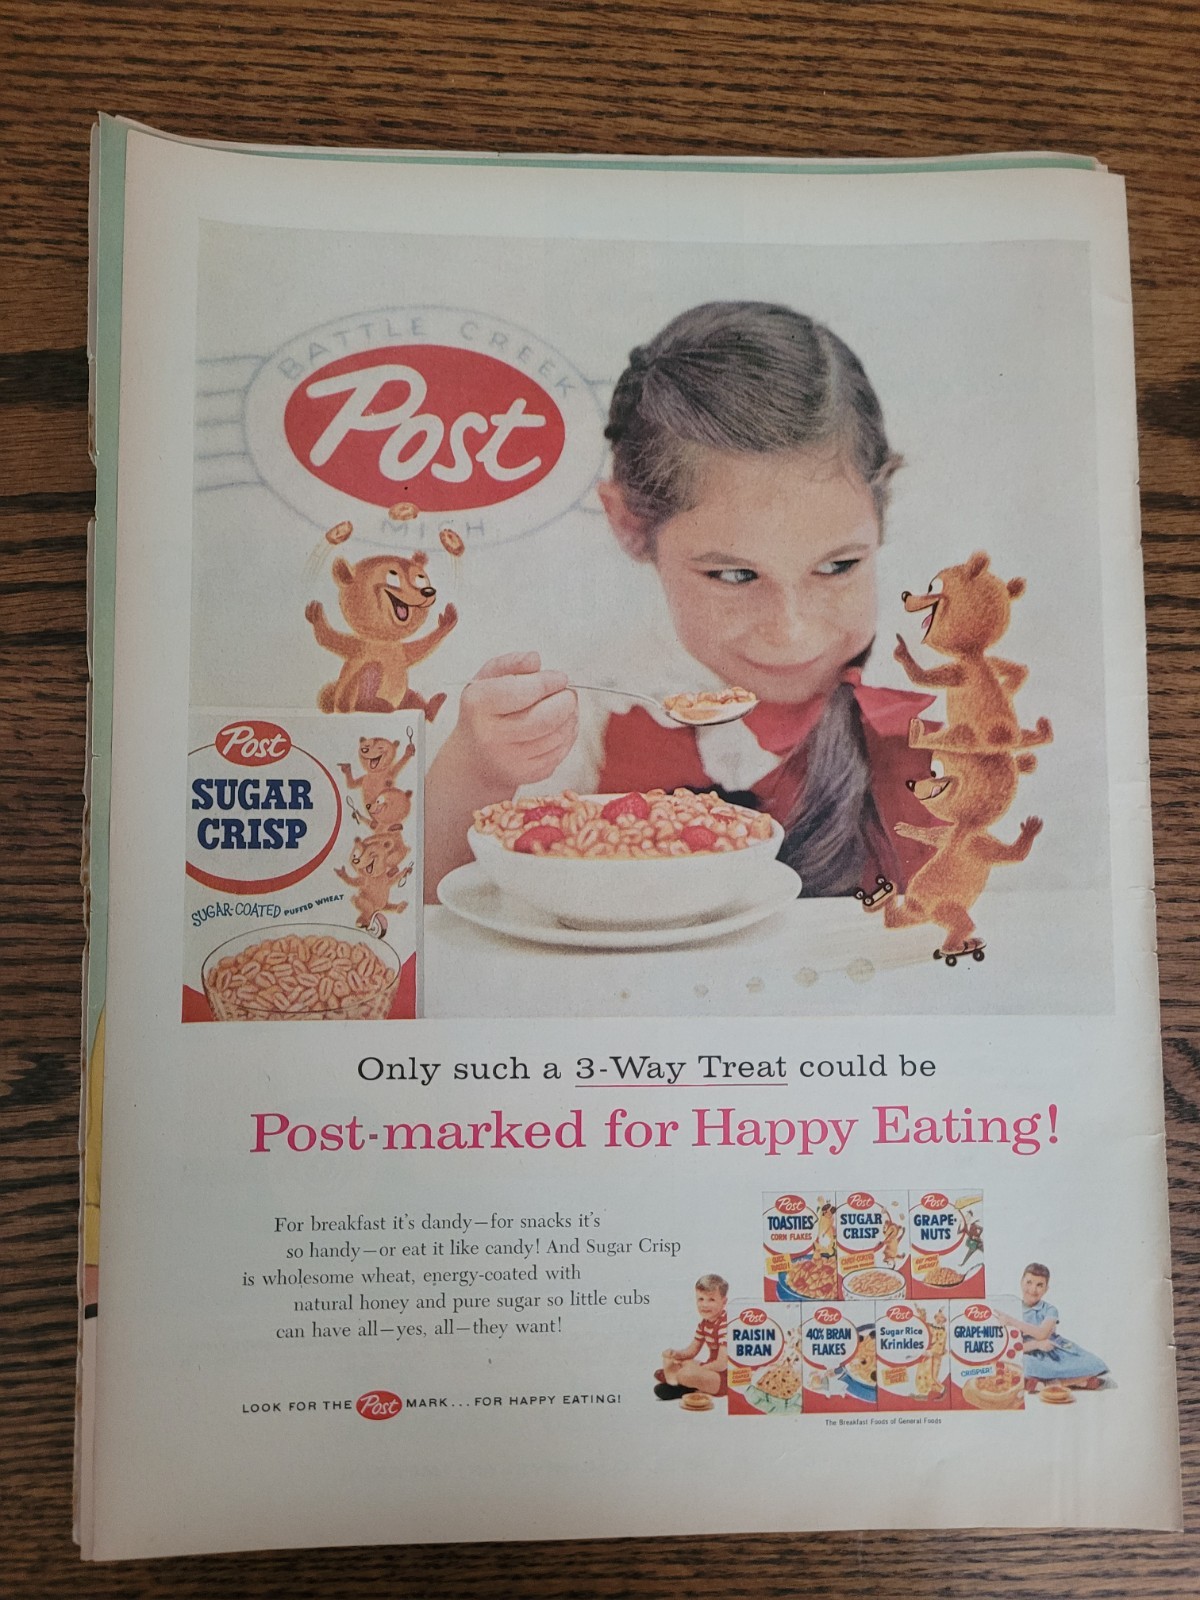 BATTLE CREEK
Post
MICH.
Post
SUGAR
CRISP
SUGAR-COATED PUFFED WHEAT
Only such a 3-Way Treat could be
Post-marked for Happy Eating!
For breakfast it's dandy—for snacks it's
so handy—or eat it like candy! And Sugar Crisp
is wholesome wheat, energy-coated with
natural honey and pure sugar so little cubs
can have all—yes, all—they want!
LOOK FOR THE Post MARK...FOR HAPPY EATING!
Post
TOASTIES
CORN FLAKES
Post
SUGAR
CRISP
Post
GRAPE-
NUTS
Post
RAISIN
BRAN
Post
40% BRAN
FLAKES
Post
Sugar Rice
Krinkles
Post
GRAPE-NUTS
FLAKES
CRISPIER!
The Breakfast Foods of General Foods